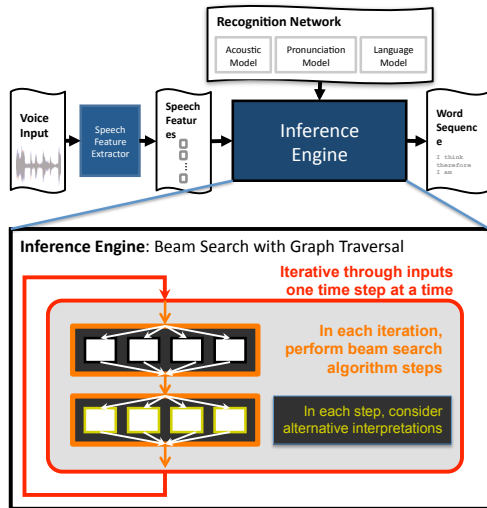 Recognition Network
Acoustic
Model
Pronunciation
Model
Language
Model
Voice
Input
Speech
Feature
Extractor
Speech
Featur
es
...
Inference
Engine
Word
Sequenc
e
I think
therefore
I am
Inference Engine: Beam Search with Graph Traversal
Iterative through inputs
one time step at a time
In each iteration,
perform beam search
algorithm steps
In each step, consider
alternative interpretations